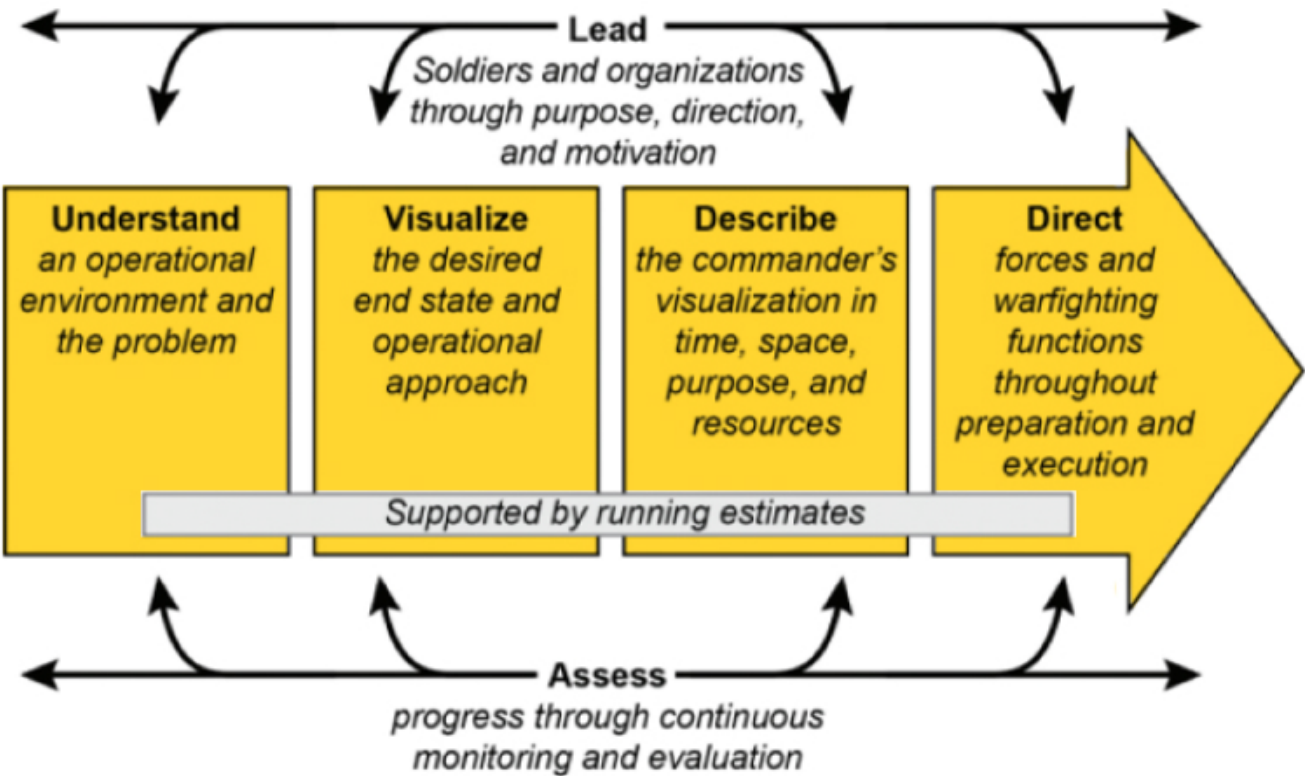 Lead
Soldiers and organizations
through purpose, direction,
and motivation
Understand
an operational
environment and
the problem
Visualize
the desired
end state and
operational
approach
Describe
the commander's
visualization in
time, space,
purpose, and
resources
Direct
forces and
warfighting
functions
throughout
preparation and
execution
Supported by running estimates
Assess
progress through continuous
monitoring and evaluation